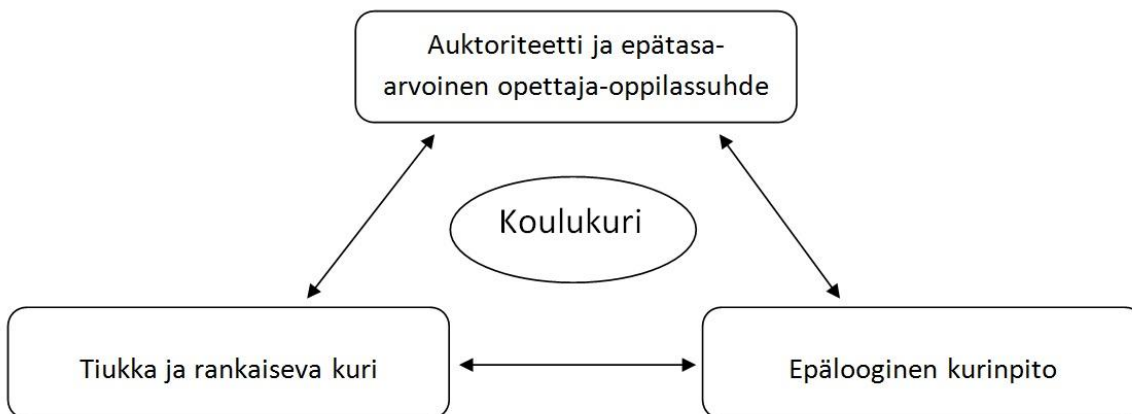 Auktoriteetti ja epätasa-
arvoinen opettaja-oppilassuhde
Koulukuri
Tiukka ja rankaiseva kuri
Epälooginen kurinpito